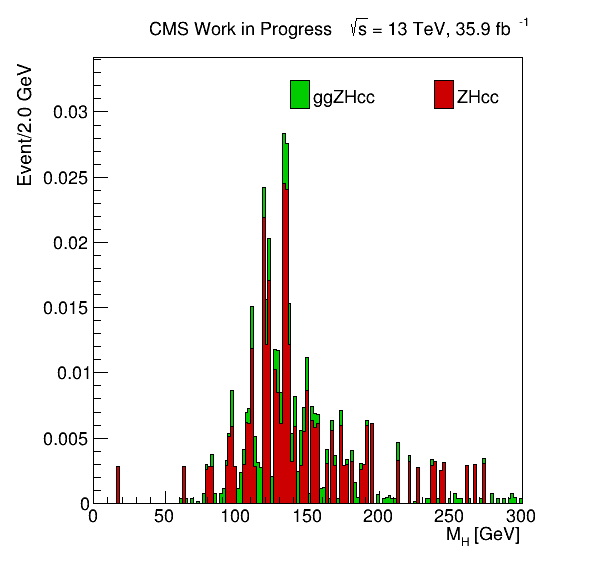 CMS Work in Progress √s = 13 TeV, 35.9 fb -1
Event/2.0 GeV
ggZHcc ZHcc
0.03
0.025
0.02
0.015
0.01
0.005
0
0 50 100 150 200 250 300
M_H [GeV]